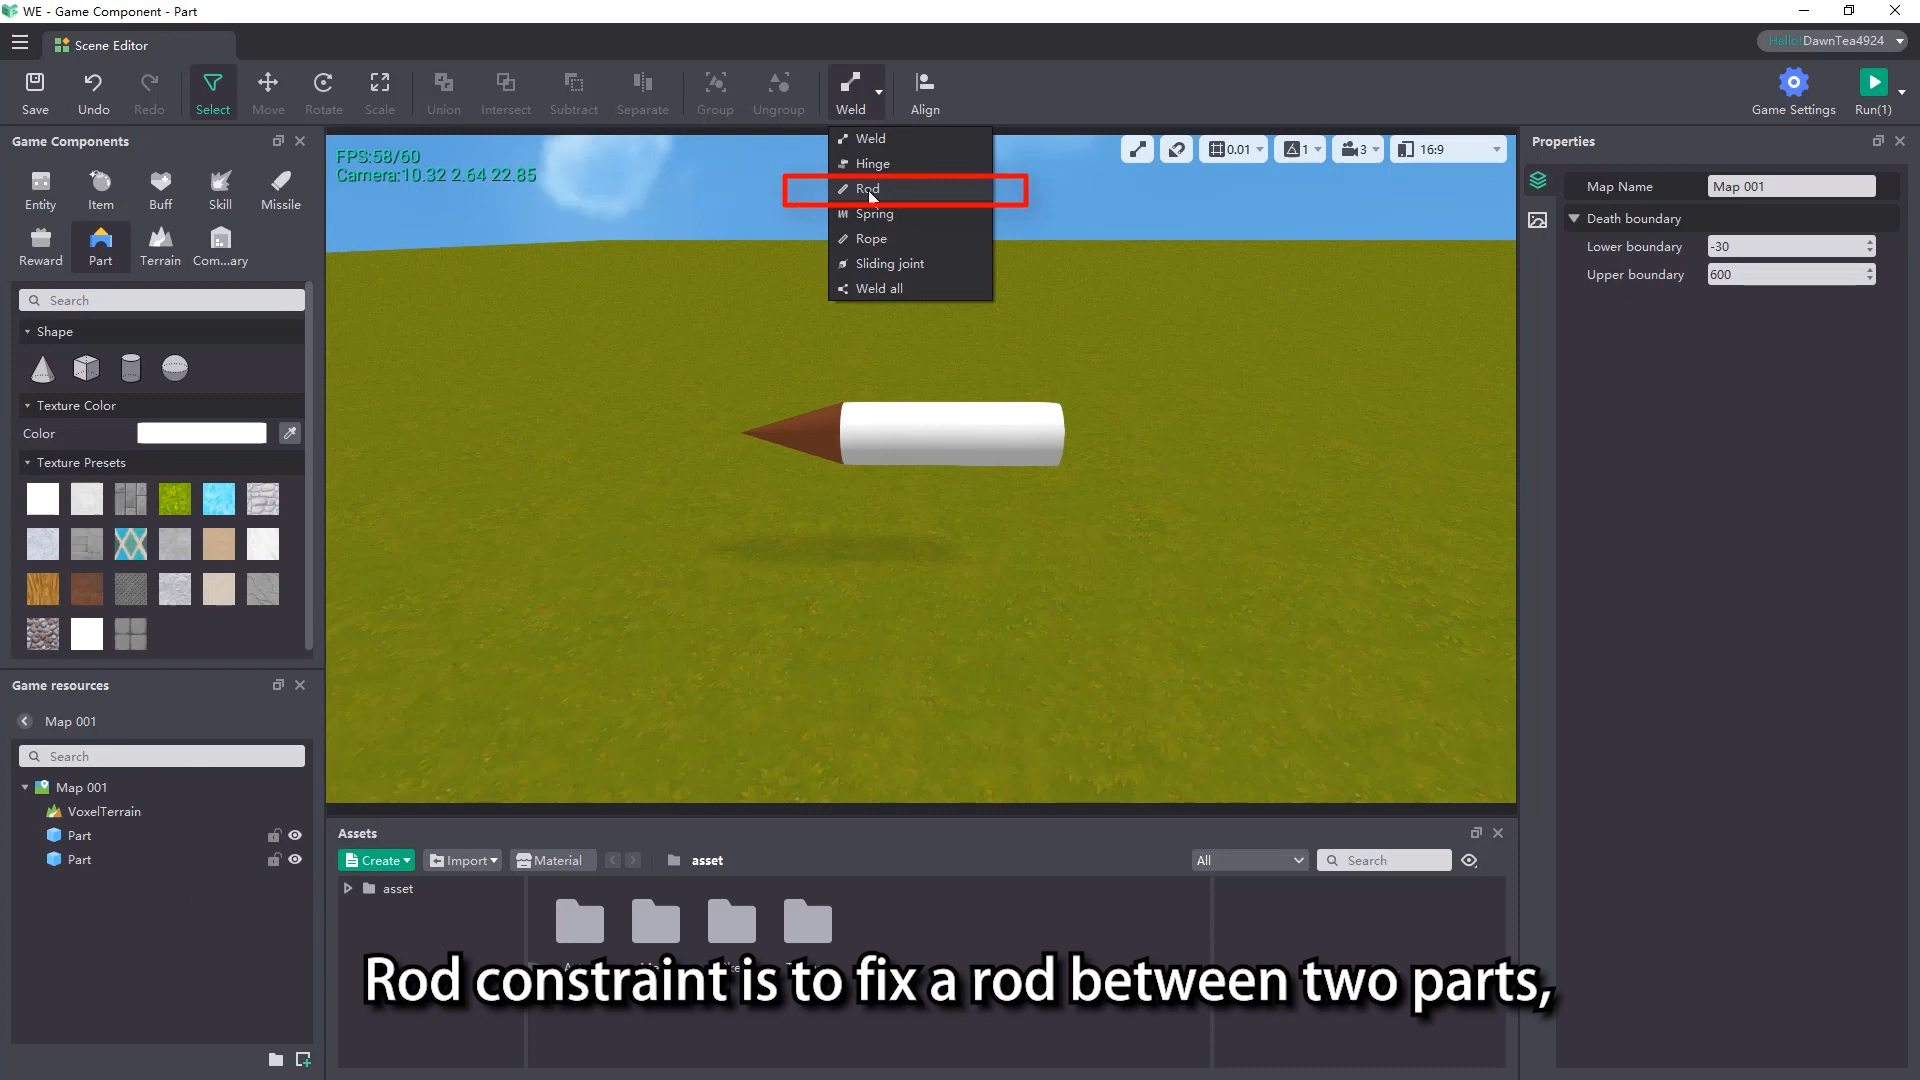 WE - Game Component - Part
Scene Editor
Hello! DawnTea4924
Save
Undo
Redo
Select
Move
Rotate
Scale
Union
Intersect
Subtract
Separate
Group
Ungroup
Weld
Align
Game Settings
Run(1)
Game Components
Entity
Item
Buff
Skill
Missile
Reward
Part
Terrain
Com...ary
Search
Shape
Texture Color
Color
Texture Presets
Game resources
Map 001
Search
Map 001
VoxelTerrain
Part
Part
FPS:58/60
Camera:10.32 2.64 22.85
Weld
Hinge
Rod
Spring
Rope
Sliding joint
Weld all
0.01
1
3
16:9
Properties
Map Name
Map 001
Death boundary
Lower boundary
-30
Upper boundary
600
Assets
Create
Import
Material
asset
All
Search
asset
Rod constraint is to fix a rod between two parts,